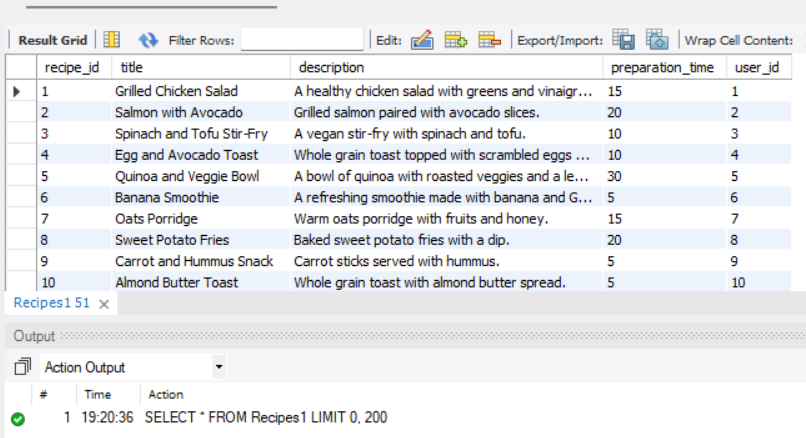 Result Grid Filter Rows: Edit: Export/Import: Wrap Cell Content:
recipe_id title description preparation_time user_id
1 Grilled Chicken Salad A healthy chicken salad with greens and vinaigr... 15 1
2 Salmon with Avocado Grilled salmon paired with avocado slices. 20 2
3 Spinach and Tofu Stir-Fry A vegan stir-fry with spinach and tofu. 10 3
4 Egg and Avocado Toast Whole grain toast topped with scrambled eggs ... 10 4
5 Quinoa and Veggie Bowl A bowl of quinoa with roasted veggies and a le... 30 5
6 Banana Smoothie A refreshing smoothie made with banana and G... 5 6
7 Oats Porridge Warm oats porridge with fruits and honey. 15 7
8 Sweet Potato Fries Baked sweet potato fries with a dip. 20 8
9 Carrot and Hummus Snack Carrot sticks served with hummus. 5 9
10 Almond Butter Toast Whole grain toast with almond butter spread. 5 10
Recipes1 51
Output
Action Output
# Time Action
1 19:20:36 SELECT * FROM Recipes1 LIMIT 0, 200